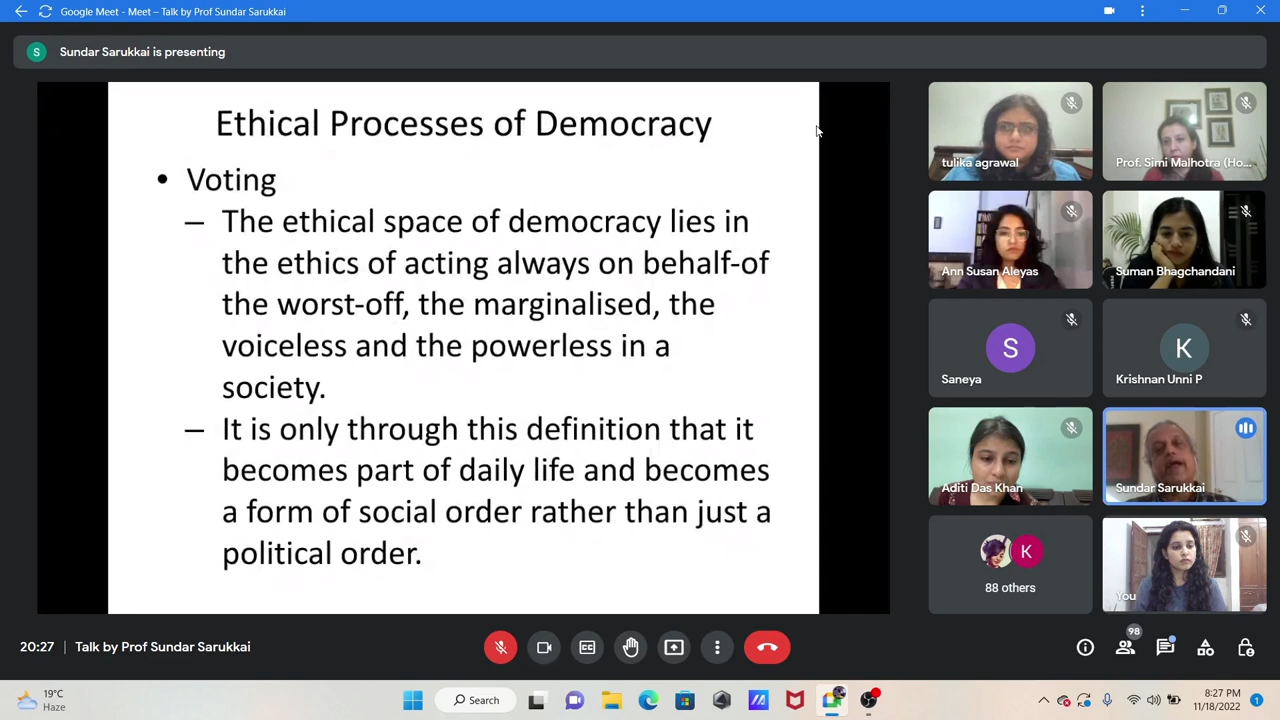 Google Meet - Meet – Talk by Prof Sundar Sarukkai
S
Sundar Sarukkai is presenting
Ethical Processes of Democracy
• Voting
– The ethical space of democracy lies in
the ethics of acting always on behalf-of
the worst-off, the marginalised, the
voiceless and the powerless in a
society.
– It is only through this definition that it
becomes part of daily life and becomes
a form of social order rather than just a
political order.
tulika agrawal
Prof. Simi Malhotra (Ho...
Ann Susan Aleyas
Suman Bhagchandani
S
Saneya
K
Krishnan Unni P
Aditi Das Khan
Sundar Sarukkai
K
88 others
You
20:27 | Talk by Prof Sundar Sarukkai
CC
98
19°C
Haze
Search
8:27 PM
11/18/2022
1